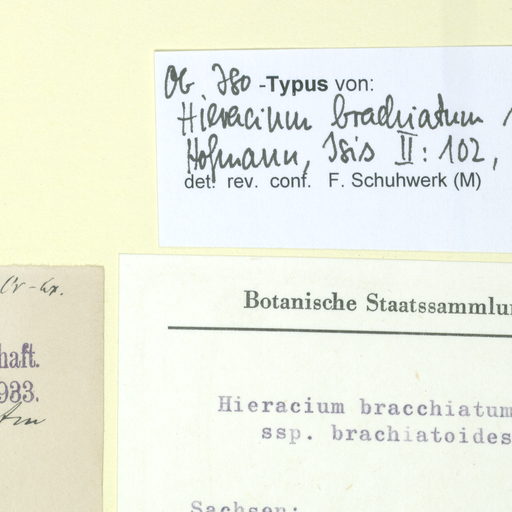 Ob. Iso -Typus von:
Hieracium brachiatum
Hofmann, Isis II: 102,
det. rev. conf. F. Schuhwerk (M)
Botanische Staatssammlun
Hieracium bracchiatum
ssp. brachiatoides
Sachsen:
haft.
933.